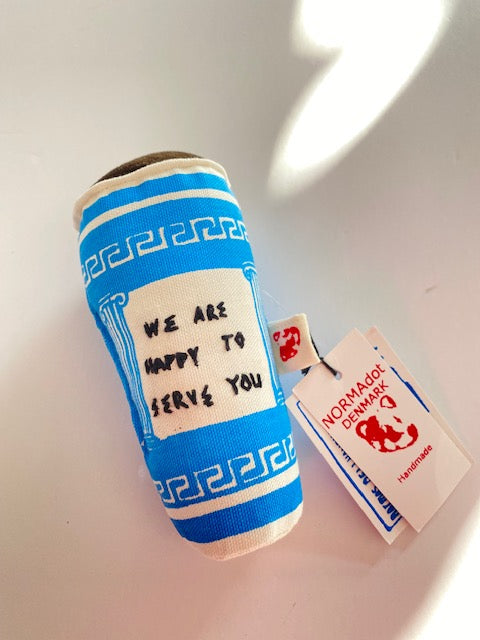 WE ARE
HAPPY TO
SERVE YOU
NORMAdot
DENMARK
Handmade